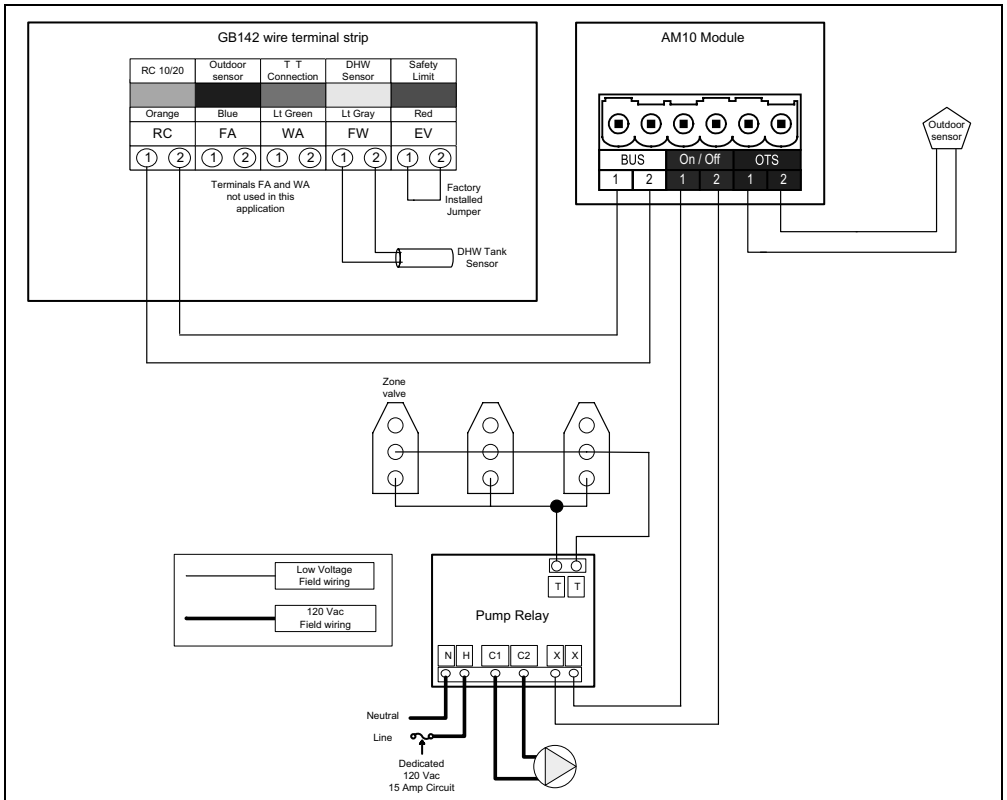 GB142 wire terminal strip
RC 10/20
Outdoor
sensor
T T
Connection
DHW
Sensor
Safety
Limit
Orange
Blue
Lt Green
Lt Gray
Red
RC
FA
WA
FW
EV
1 2 1 2 1 2 1 2 1 2
Terminals FA and WA
not used in this
application
Factory
Installed
Jumper
DHW Tank
Sensor
AM10 Module
BUS
On / Off
OTS
1 2 1 2 1 2
Outdoor
sensor
Zone
valve
Low Voltage
Field wiring
120 Vac
Field wiring
T T
Pump Relay
N H C1 C2 X X
Neutral
Line
Dedicated
120 Vac
15 Amp Circuit